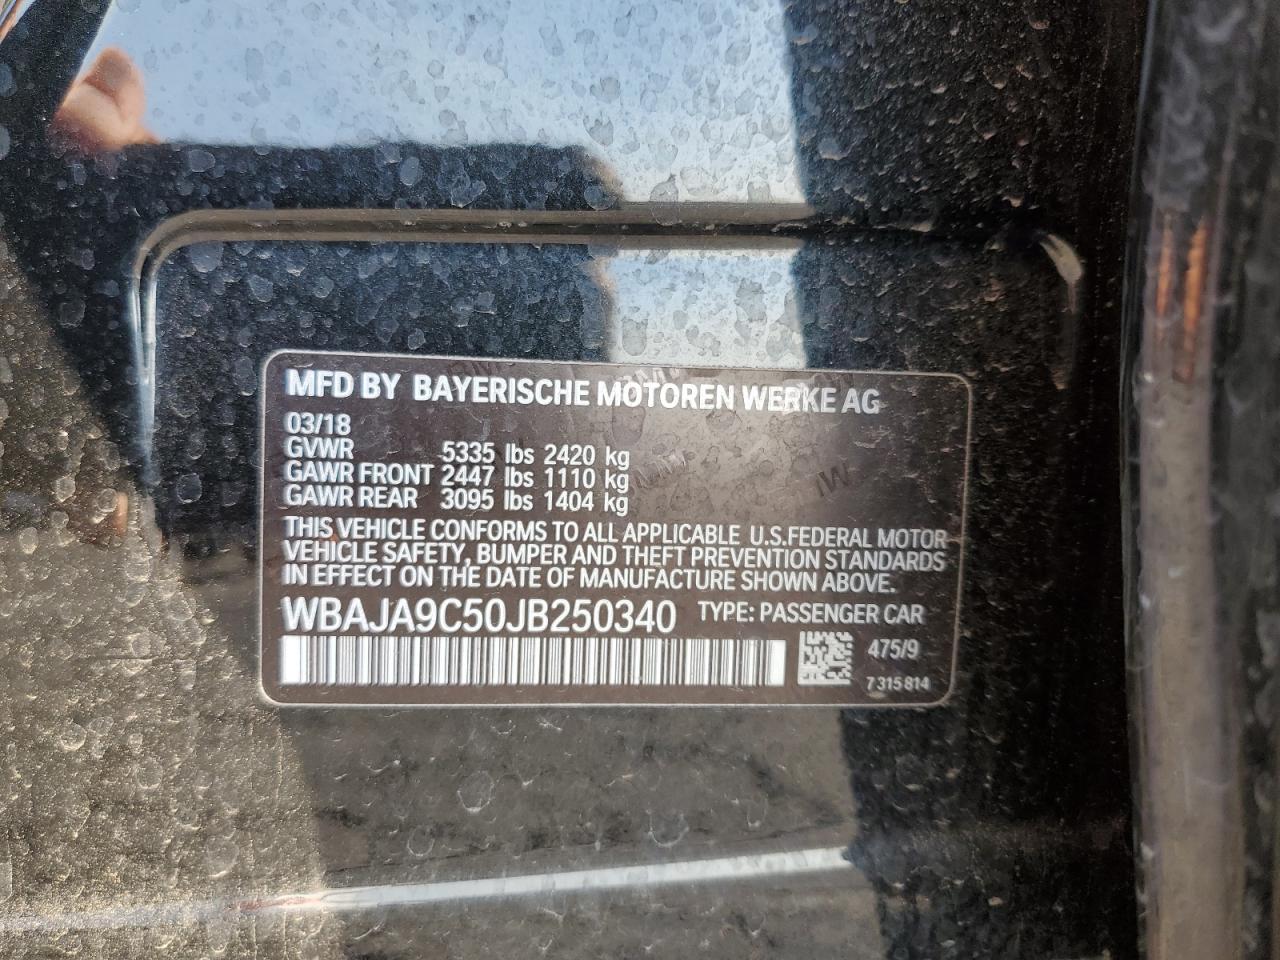 MFD BY BAYERISCHE MOTOREN WERKE AG
03/18
GVWR 5335 lbs 2420 kg
GAWR FRONT 2447 lbs 1110 kg
GAWR REAR 3095 lbs 1404 kg
THIS VEHICLE CONFORMS TO ALL APPLICABLE U.S.FEDERAL MOTOR
VEHICLE SAFETY, BUMPER AND THEFT PREVENTION STANDARDS
IN EFFECT ON THE DATE OF MANUFACTURE SHOWN ABOVE.
WBAJA9C50JB250340 TYPE: PASSENGER CAR
475/9
7 315 814